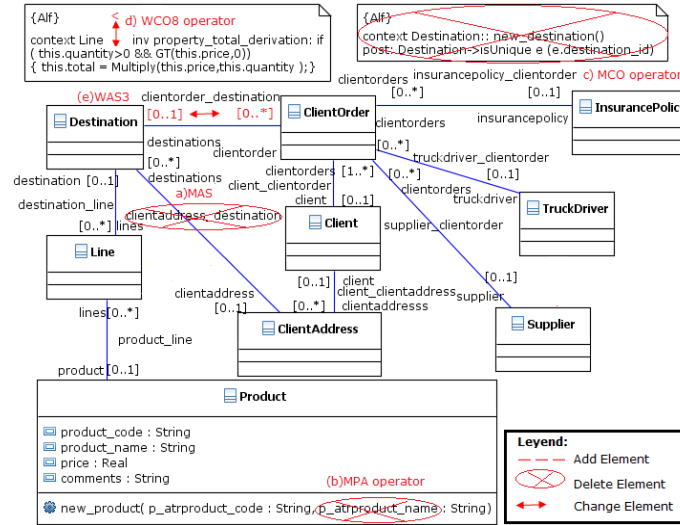 {Alf}
<
d) WCO8 operator
context Line inv property_total_derivation: if
( this.quantity>0 && GT(this.price,0))
{ this.total = Multiply(this.price,this.quantity );}
{Alf}
context Destination:: new_destination()
post: Destination->isUnique e (e.destination_id)
clientorders
insurancepolicy_clientorder
c) MCO operator
[0..*]
[0..1]
(e)WAS3
clientorder_destination
Destination
[0..1]
[0..*]
ClientOrder
InsurancePolicy
insurancepolicy
clientorders
destinations
clientorder
[0..*]
[0..*]
destinations
truckdriver_clientorder
[0..1]
destination [0..1]
a)MAS
clientorders
client_clientorder
client
[1..*]
[0..1]
[0..*]
clientorders
truckdriver
TruckDriver
destination_line
clientaddress_destination
[0..*] lines
Client
supplier_clientorder
Line
[0..1]
client
[0..1]
client_clientaddress
supplier
clientaddress
[0..1]
[0..*]
clientaddresss
lines[0..*]
ClientAddress
Supplier
product_line
product[0..1]
Product
product_code : String
product_name : String
price : Real
comments : String
(b)MPA operator
new_product( p_atrproduct_code : String, p_atrproduct_name : String)
Leyend:
Add Element
Delete Element
Change Element